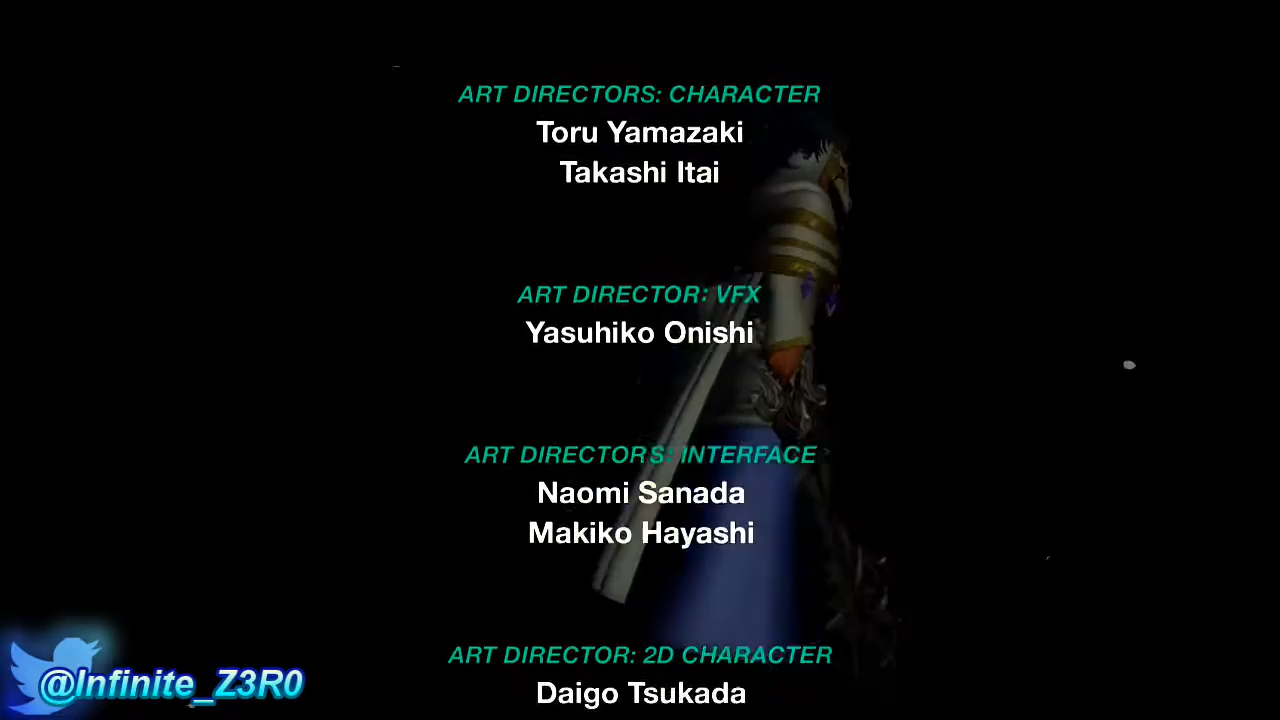 ART DIRECTORS: CHARACTER
Toru Yamazaki
Takashi Itai
ART DIRECTOR: VFX
Yasuhiko Onishi
ART DIRECTORS: INTERFACE
Naomi Sanada
Makiko Hayashi
ART DIRECTOR: 2D CHARACTER
Daigo Tsukada
@Infinite_Z3R0